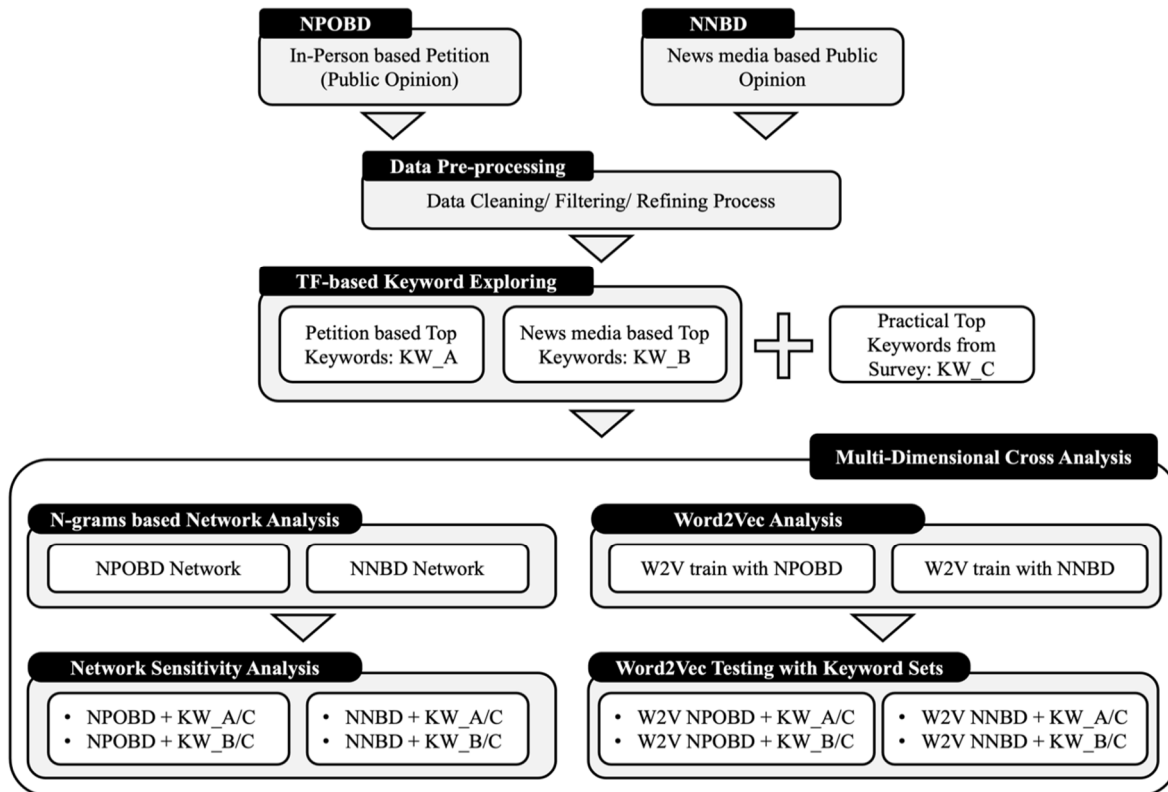 NPOBD
In-Person based Petition
(Public Opinion)
NNBD
News media based Public
Opinion
Data Pre-processing
Data Cleaning/ Filtering/ Refining Process
TF-based Keyword Exploring
Petition based Top
Keywords: KW_A
News media based Top
Keywords: KW_B
Practical Top
Keywords from
Survey: KW_C
Multi-Dimensional Cross Analysis
N-grams based Network Analysis
NPOBD Network
NNBD Network
Word2Vec Analysis
W2V train with NPOBD
W2V train with NNBD
Network Sensitivity Analysis
• NPOBD + KW_A/C
• NPOBD + KW_B/C
• NNBD + KW_A/C
• NNBD + KW_B/C
Word2Vec Testing with Keyword Sets
• W2V NPOBD + KW_A/C
• W2V NPOBD + KW_B/C
• W2V NNBD + KW_A/C
• W2V NNBD + KW_B/C